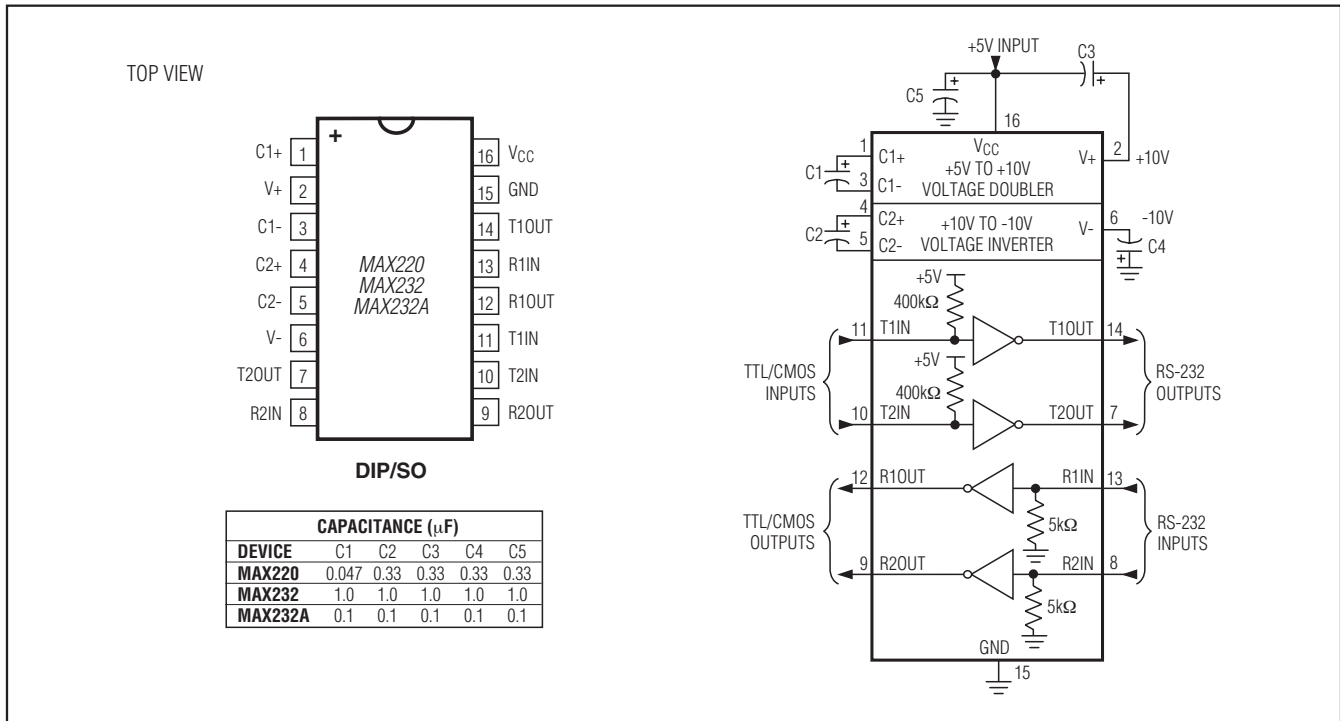 TOP VIEW
+
C1+ 1
V+ 2
C1- 3
C2+ 4
C2- 5
V- 6
T2OUT 7
R2IN 8
16 VCC
15 GND
14 T1OUT
13 R1IN
12 R1OUT
11 T1IN
10 T2IN
9 R2OUT
MAX220
MAX232
MAX232A
DIP/SO
CAPACITANCE (μF)
DEVICE C1 C2 C3 C4 C5
MAX220 0.047 0.33 0.33 0.33 0.33
MAX232 1.0 1.0 1.0 1.0 1.0
MAX232A 0.1 0.1 0.1 0.1 0.1
+5V INPUT
C3
+
C5
+
16
1 C1+
C1 +
3 C1-
VCC
+5V TO +10V
VOLTAGE DOUBLER
V+ 2 +10V
4 C2+
C2 +
5 C2-
+10V TO -10V
VOLTAGE INVERTER
V- 6 -10V
C4
+
+5V
400kΩ
11 T1IN
T1OUT 14
+5V
400kΩ
10 T2IN
T2OUT 7
TTL/CMOS
INPUTS
RS-232
OUTPUTS
12 R1OUT
R1IN 13
5kΩ
9 R2OUT
R2IN 8
5kΩ
TTL/CMOS
OUTPUTS
RS-232
INPUTS
GND
15